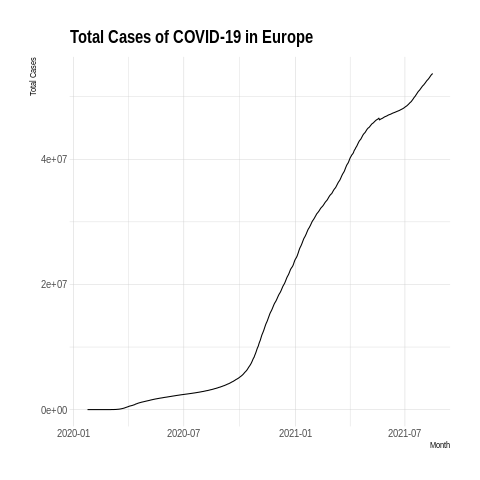 Total Cases of COVID-19 in Europe
Total Cases
4e+07
2e+07
0e+00
2020-01 2020-07 2021-01 2021-07
Month